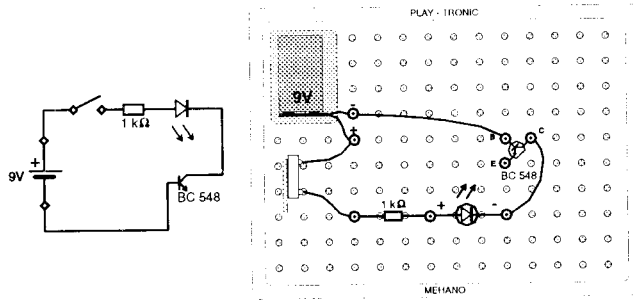 1 kΩ
+
9V
BC 548
PLAY - TRONIC
9V
-
+
B
C
E
BC 548
1 kΩ
+
-
MEHANO